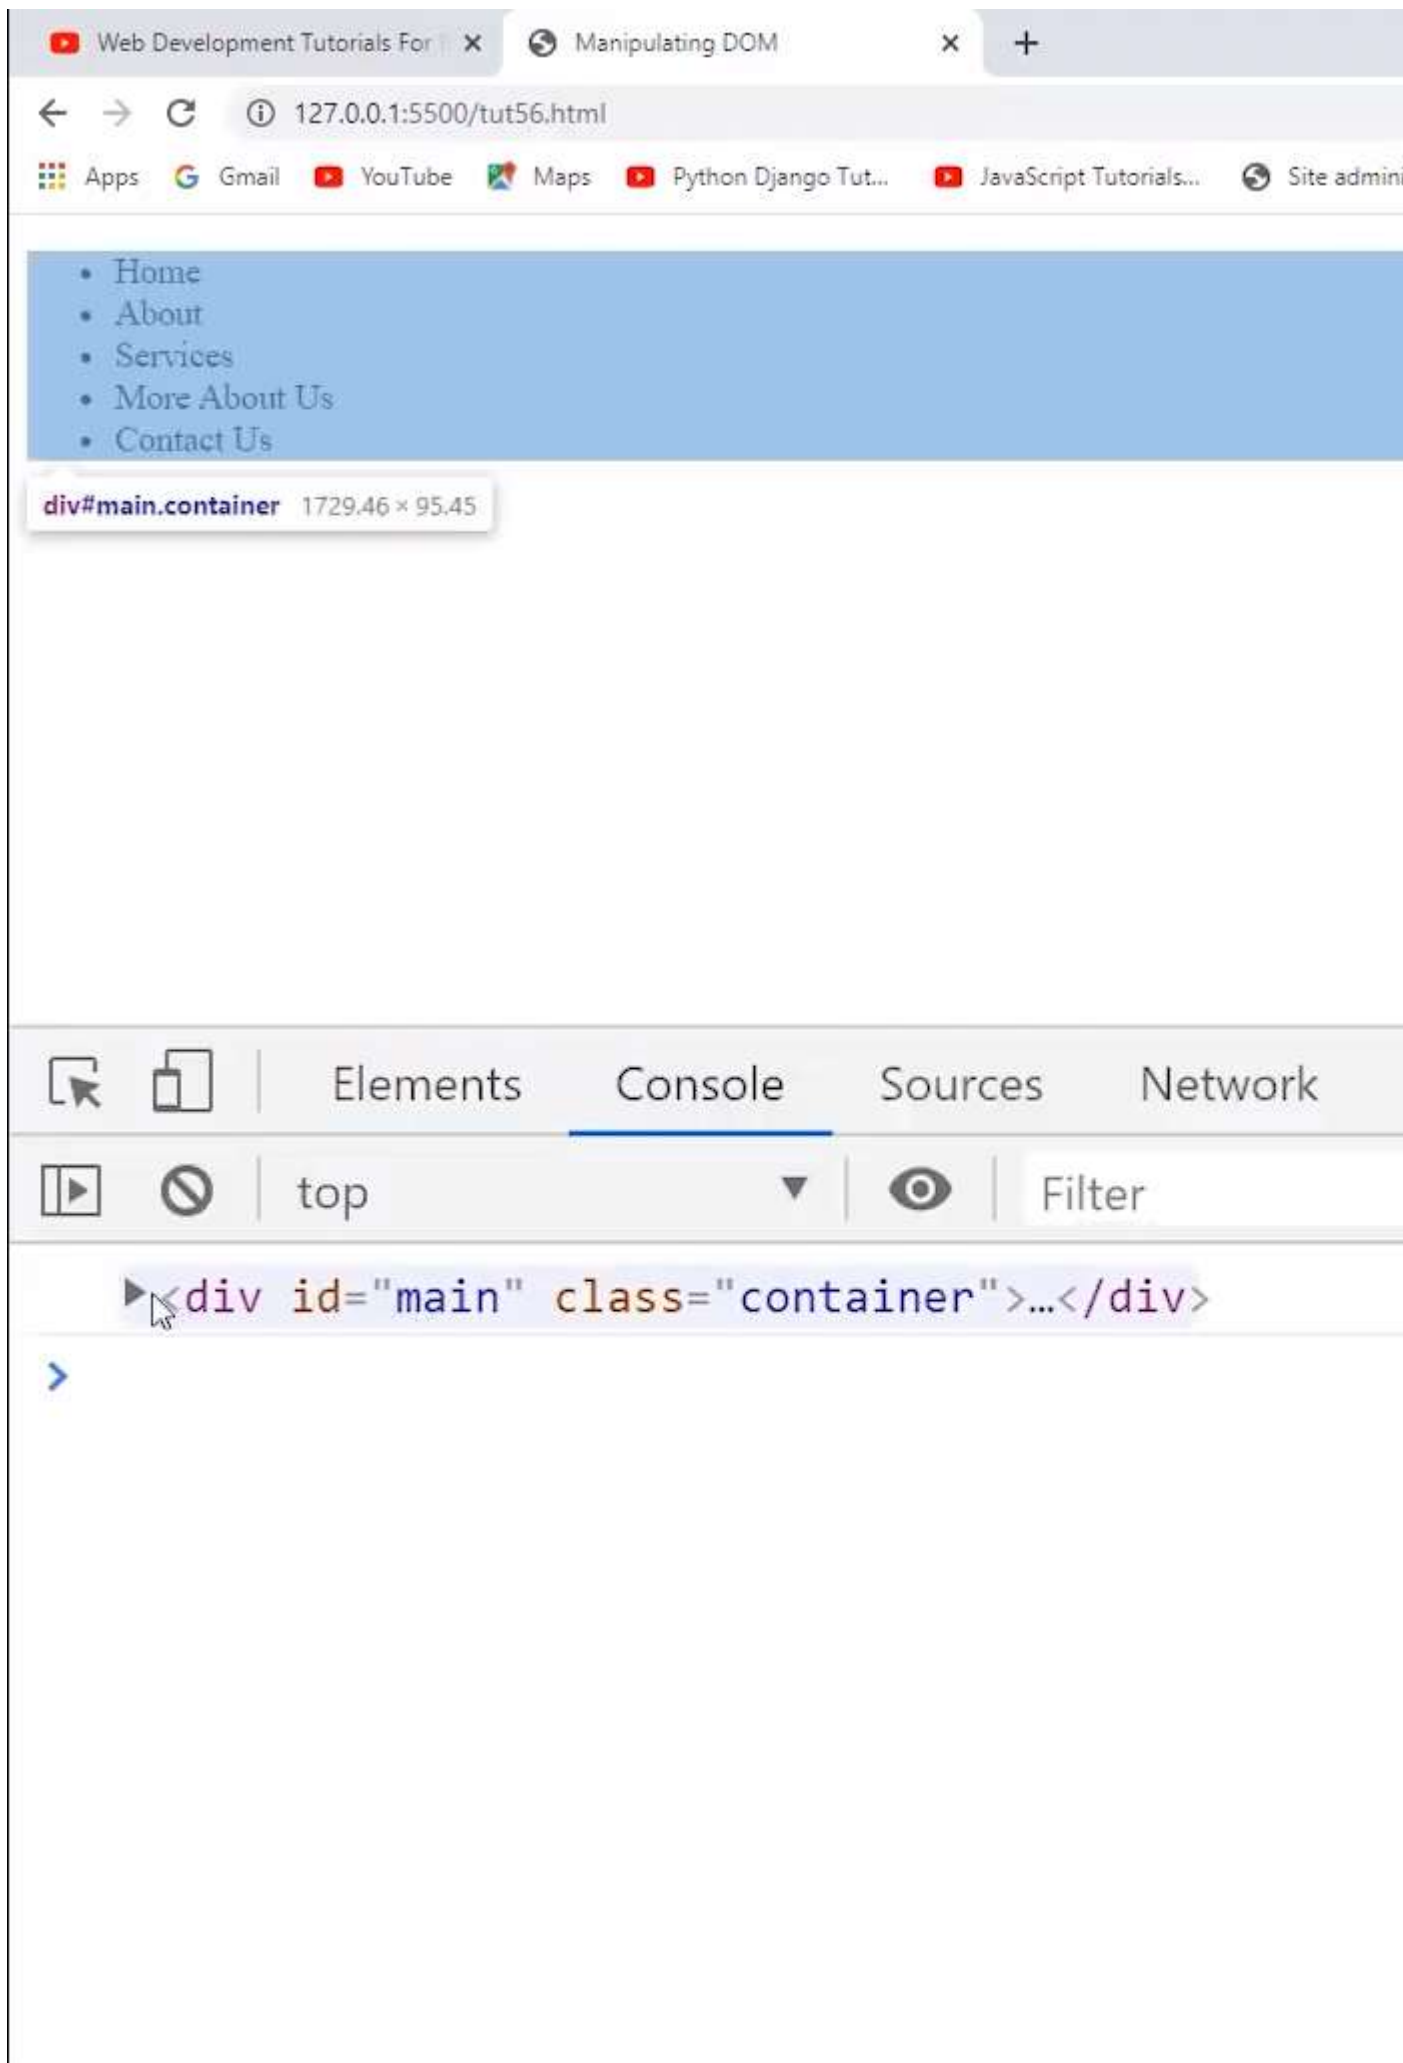 Web Development Tutorials For
Manipulating DOM
127.0.0.1:5500/tut56.html
Apps Gmail YouTube Maps Python Django Tut... JavaScript Tutorials... Site admini
• Home
• About
• Services
• More About Us
• Contact Us
div#main.container 1729.46 × 95.45
Elements Console Sources Network
top Filter
<div id="main" class="container">…</div>